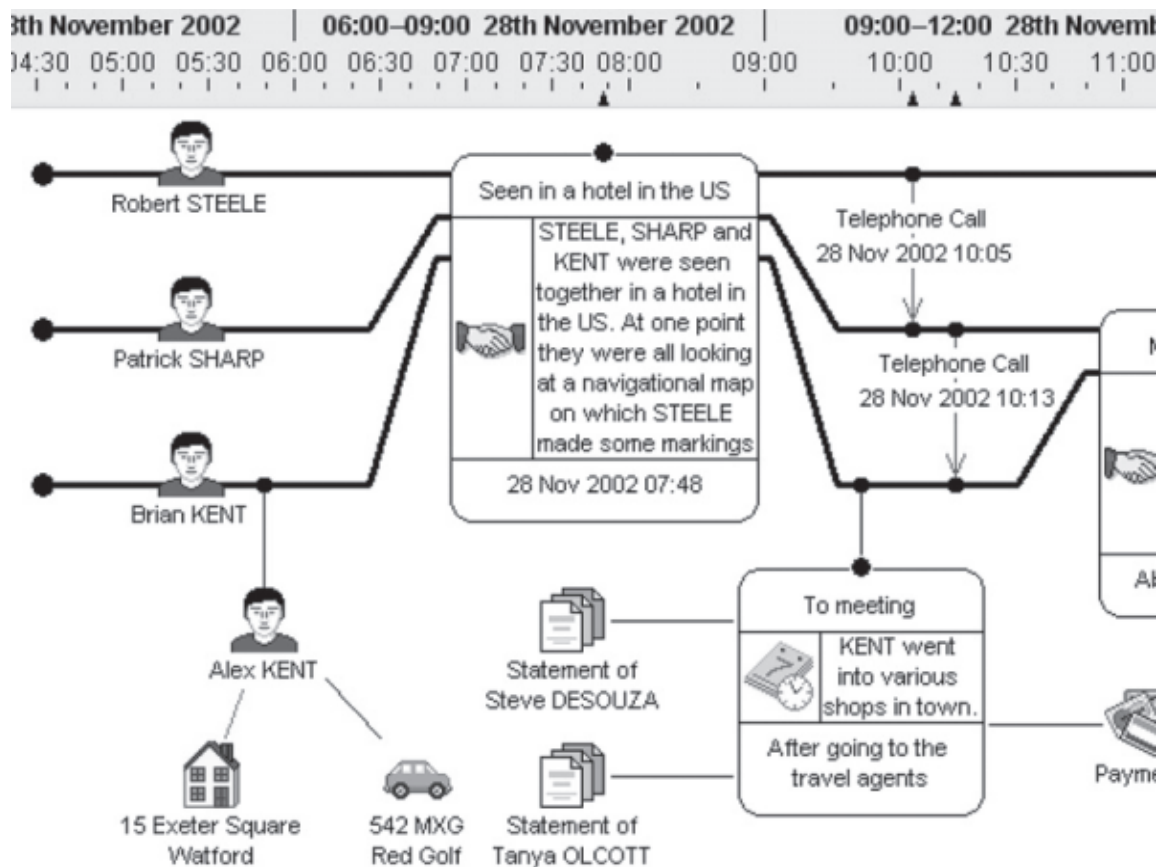 8th November 2002
06:00–09:00 28th November 2002
09:00–12:00 28th Novemb
04:30 05:00 05:30 06:00 06:30 07:00 07:30 08:00 09:00 10:00 10:30 11:00
Robert STEELE
Patrick SHARP
Brian KENT
Seen in a hotel in the US
STEELE, SHARP and
KENT were seen
together in a hotel in
the US. At one point
they were all looking
at a navigational map
on which STEELE
made some markings
28 Nov 2002 07:48
Telephone Call
28 Nov 2002 10:05
Telephone Call
28 Nov 2002 10:13
M
Ab
Alex KENT
15 Exeter Square
Watford
542 MXG
Red Golf
Statement of
Steve DESOUZA
Statement of
Tanya OLCOTT
To meeting
7
KENT went
into various
shops in town.
After going to the
travel agents
Payme